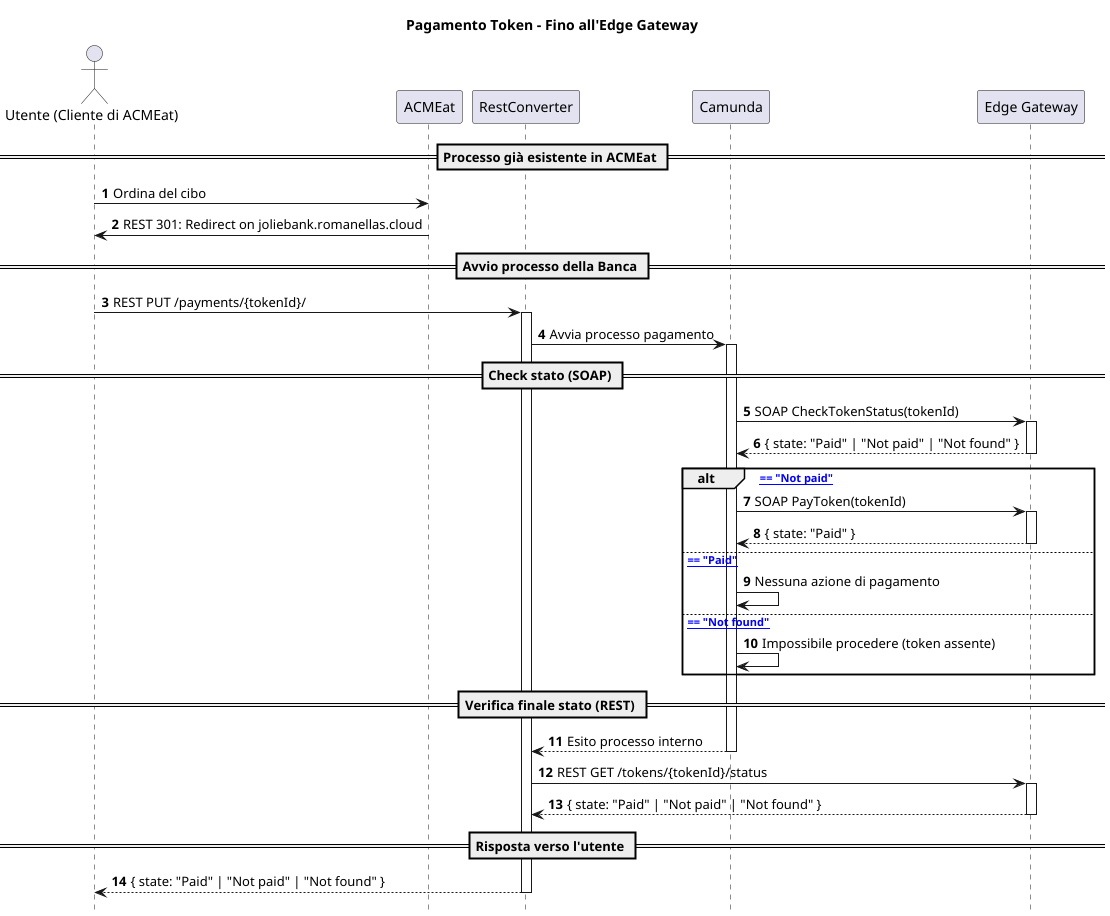 Pagamento Token - Fino all'Edge Gateway
Utente (Cliente di ACMEat)
ACMEat
RestConverter
Camunda
Edge Gateway
Processo già esistente in ACMEat
1 Ordina del cibo
2 REST 301: Redirect on joliebank.romanellas.cloud
Avvio processo della Banca
3 REST PUT /payments/{tokenId}/
4 Avvia processo pagamento
Check stato (SOAP)
5 SOAP CheckTokenStatus(tokenId)
6 { state: "Paid" | "Not paid" | "Not found" }
alt == "Not paid"
7 SOAP PayToken(tokenId)
8 { state: "Paid" }
== "Paid"
9 Nessuna azione di pagamento
== "Not found"
10 Impossibile procedere (token assente)
Verifica finale stato (REST)
11 Esito processo interno
12 REST GET /tokens/{tokenId}/status
13 { state: "Paid" | "Not paid" | "Not found" }
Risposta verso l'utente
14 { state: "Paid" | "Not paid" | "Not found" }